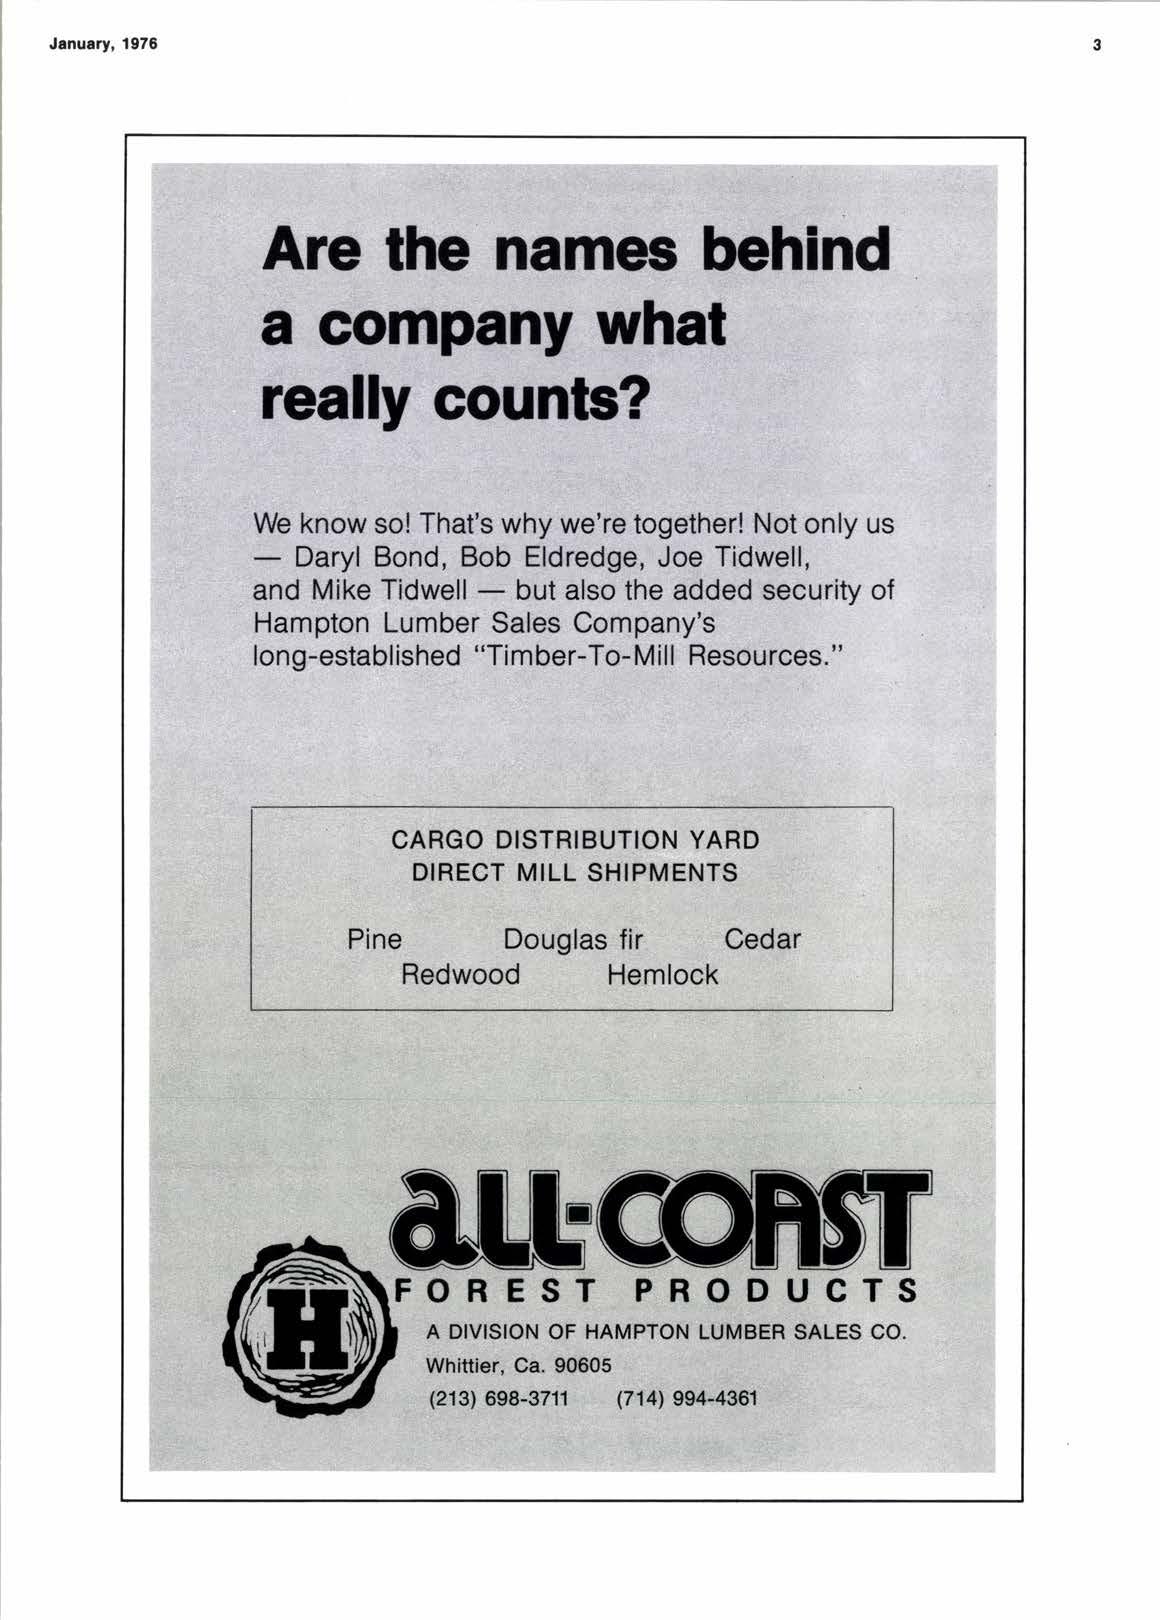 January, 1976 3
Are the names behind
a company what
really counts?
We know so! That's why we're together! Not only us
— Daryl Bond, Bob Eldredge, Joe Tidwell,
and Mike Tidwell — but also the added security of
Hampton Lumber Sales Company's
long-established “Timber-To-Mill Resources.”
CARGO DISTRIBUTION YARD
DIRECT MILL SHIPMENTS
Pine Douglas fir Cedar
Redwood Hemlock
aLL-COAST
FOREST PRODUCTS
H
A DIVISION OF HAMPTON LUMBER SALES CO.
Whittier, Ca. 90605
(213) 698-3711 (714) 994-4361